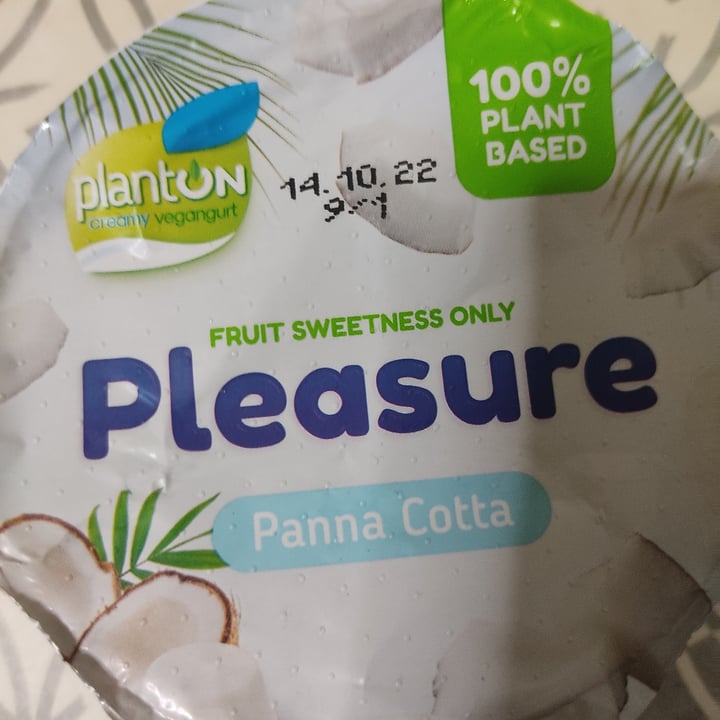 100%
PLANT
BASED
plantON
creamy vegangurt
14.10.22
FRUIT SWEETNESS ONLY
Pleasure
Panna Cotta